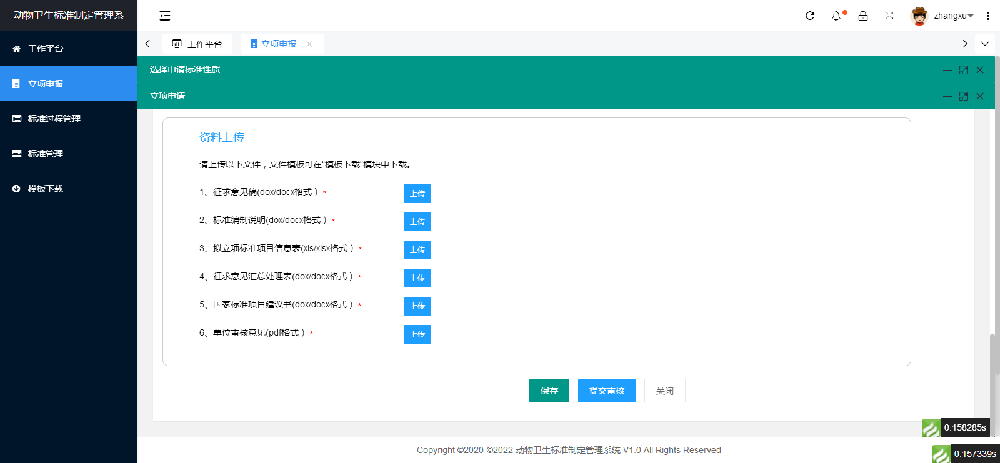 动物卫生标准制定管理系
zhangxu
工作平台
立项申报
标准过程管理
标准管理
模板下载
工作平台
立项申报
选择申请标准性质
立项申请
资料上传
请上传以下文件，文件模板可在“模板下载”模块中下载。
1、征求意见稿(dox/docx格式） * 上传
2、标准编制说明(dox/docx格式） * 上传
3、拟立项标准项目信息表(xls/xlsx格式） * 上传
4、征求意见汇总处理表(dox/docx格式） * 上传
5、国家标准项目建议书(dox/docx格式） * 上传
6、单位审核意见(pdf格式） * 上传
保存 提交审核 关闭
0.158285s
Copyright ©2020-©2022 动物卫生标准制定管理系统 V1.0 All Rights Reserved
0.157339s